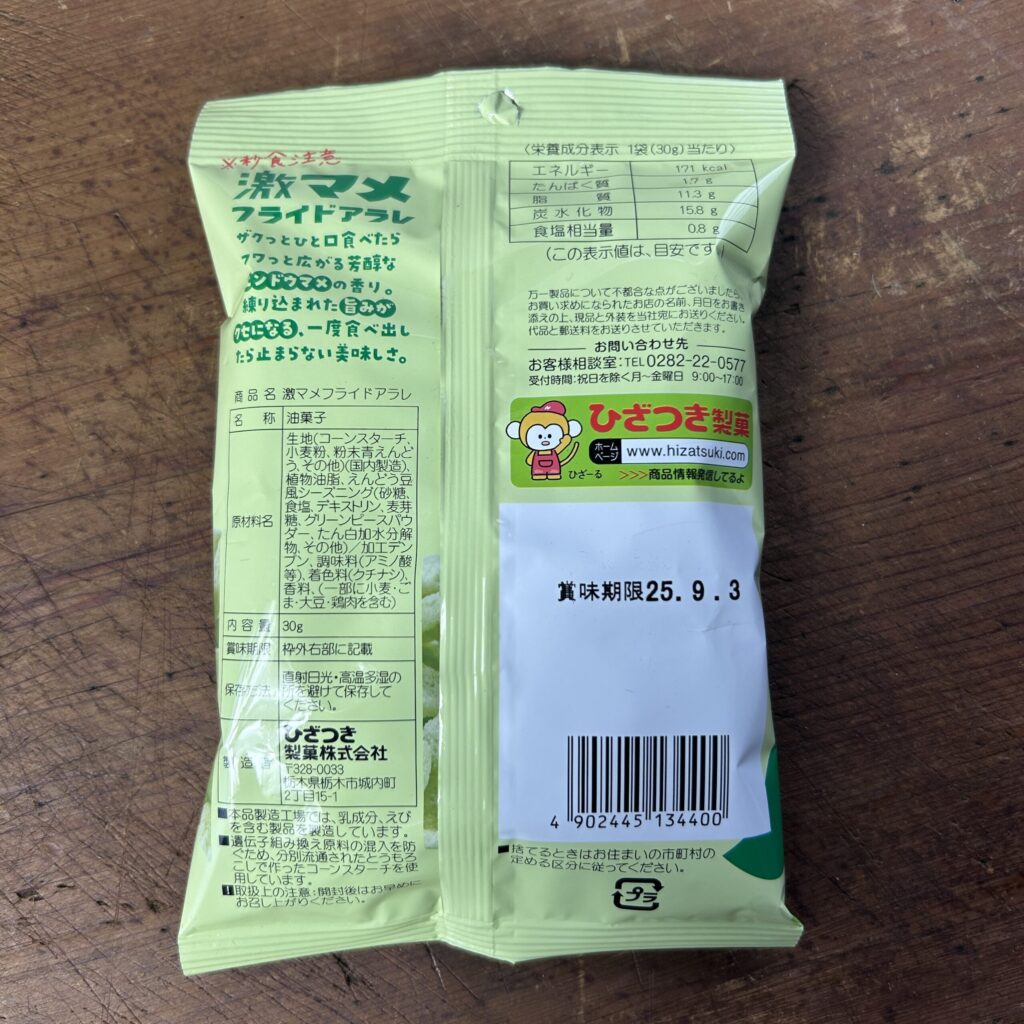 ※秒食注意
激マメ
フライドアラレ
ザクっとひと口食べたら
フワっと広がる芳醇な
エンドウマメの香り。
練り込まれた旨みが
クセになる、一度食べ出し
たら止まらない美味しさ。
商品名 激マメフライドアラレ
名称 油菓子
原材料名 生地(コーンスターチ、
小麦粉、粉末青えんど
う、その他)(国内製造)、
植物油脂、えんどう豆
風シーズニング(砂糖、
食塩、デキストリン、麦芽
糖、グリーンピースパウ
ダー、たん白加水分解
物、その他)/加工デン
プン、調味料(アミノ酸
等)、着色料(クチナシ)、
香料、(一部に小麦・ご
ま・大豆・鶏肉を含む)
内容量 30g
賞味期限 枠外右部に記載
保存方法 直射日光・高温多湿の
所を避けて保存して
ください。
製造者 ひざつき
製菓株式会社
〒328-0033
栃木県栃木市城内町
2丁目15-1
■本品製造工場では、乳成分、えび
を含む製品を製造しています。
■遺伝子組み換え原料の混入を防
ぐため、分別流通されたとうもろ
こしで作ったコーンスターチを使
用しています。
取扱上の注意:開封後はお早めに
お召し上がりください。
〈栄養成分表示 1袋(30g)当たり〉
エネルギー 171 kcal
たんぱく質 1.7 g
脂質 11.3 g
炭水化物 15.8 g
食塩相当量 0.8 g
(この表示値は、目安です)
万一製品について不都合な点がございましたら
お買い求めになられたお店の名前、月日をお書き
添えの上、現品と外装を当社宛にお送りください。
代品と郵送料をお送りさせていただきます。
お問い合わせ先
お客様相談室:TEL0282-22-0577
受付時間:祝日を除く月〜金曜日 9:00〜17:00
ひざつき製菓
ホームページ www.hizatsuki.com
ひざーる >>>>商品情報発信してるよ
賞味期限25.9.3
4 902445 134400
■捨てるときはお住まいの市町村の
定める区分に従ってください。
プラ